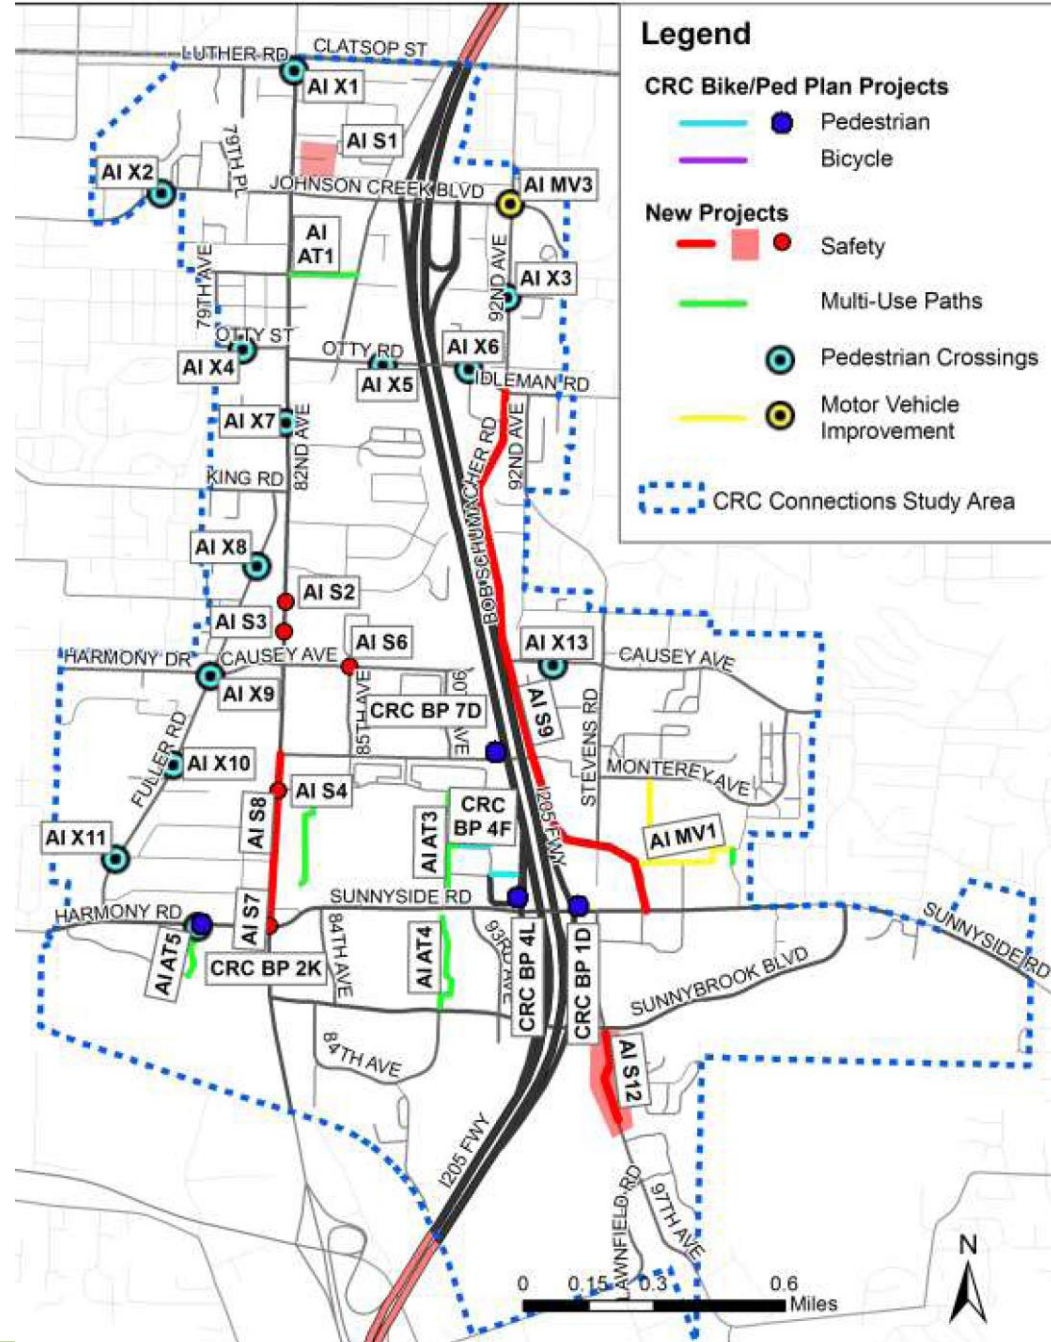 LUTHER RD
CLATSOP ST
Legend
CRC Bike/Ped Plan Projects
Pedestrian
Bicycle
New Projects
Safety
Multi-Use Paths
Pedestrian Crossings
Motor Vehicle
Improvement
CRC Connections Study Area
AI X1
AI S1
79TH PL
AI X2
JOHNSON CREEK BLVD
AI MV3
AI
AT1
79TH AVE
92ND AVE
AI X3
OTTY ST
AI X4
OTTY RD
AI X5
AI X6
IDLEMAN RD
AI X7
82ND AVE
BOB SCHUMACHER RD
92ND AVE
KING RD
AI X8
AI S2
AI S3
AI S6
AI X13
HARMONY DR
CAUSEY AVE
CAUSEY AVE
AI X9
85TH AVE
CRC BP 7D
90T
AVE
AI S9
STEVENS RD
FULLER RD
AI X10
MONTEREY AVE
AI S8
AI S4
AI AT3
CRC
BP 4F
I205 FWY
AI MV1
AI X11
HARMONY RD
AI S7
SUNNYSIDE RD
SUNNYSIDE RD
AI AT5
CRC BP 2K
84TH AVE
AI AT4
93RD AVE
CRC BP 4L
CRC BP 1D
SUNNYBROOK BLVD
84TH AVE
AI S12
I205 FWY
LAWNFIELD RD
97TH AVE
N
0 0.15 0.3 0.6
Miles